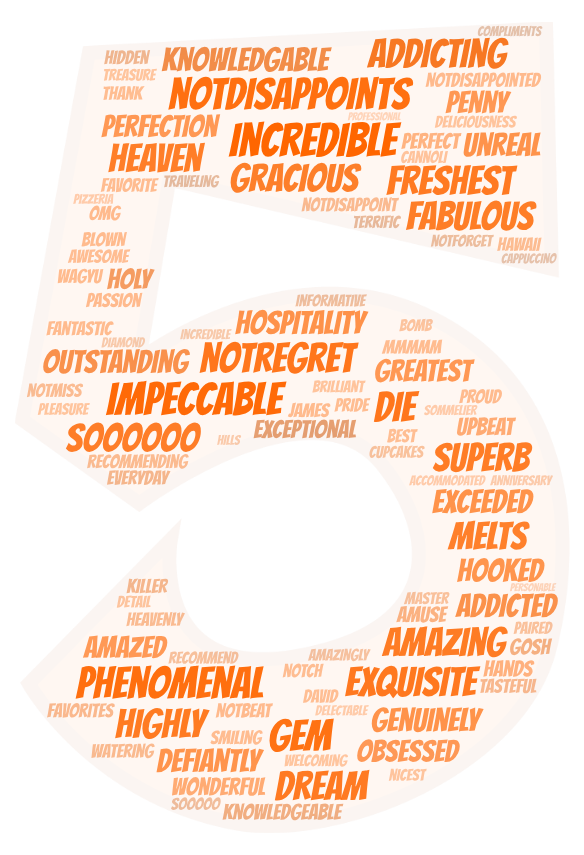 COMPLIMENTS
HIDDEN KNOWLEDGABLE ADDICTING
TREASURE NOTDISAPPOINTED
THANK NOTDISAPPOINTS PENNY
PROFESSIONAL DELICIOUSNESS
PERFECTION INCREDIBLE PERFECT UNREAL
HEAVEN CANNOLI
FAVORITE TRAVELING GRACIOUS FRESHEST
PIZZERIA NOTDISAPPOINT
OMG TERRIFIC FABULOUS
BLOWN NOTFORGET HAWAII
AWESOME CAPPUCCINO
WAGYU HOLY
PASSION INFORMATIVE
FANTASTIC INCREDIBLE HOSPITALITY BOMB
DIAMOND MMMMM
OUTSTANDING NOTREGRET GREATEST
NOTMISS IMPECCABLE BRILLIANT PROUD
PLEASURE JAMES PRIDE DIE SOMMELIER
SOOOOOO HILLS EXCEPTIONAL BEST UPBEAT
RECOMMENDING CUPCAKES SUPERB
EVERYDAY ACCOMMODATED ANNIVERSARY
EXCEEDED
MELTS
HOOKED
KILLER PERSONABLE
DETAIL MASTER ADDICTED
HEAVENLY AMUSE PAIRED
AMAZED RECOMMEND AMAZINGLY AMAZING GOSH
PHENOMENAL NOTCH EXQUISITE HANDS
DAVID TASTEFUL
FAVORITES HIGHLY NOTBEAT DELECTABLE GENUINELY
WATERING SMILING GEM OBSESSED
DEFIANTLY WELCOMING NICEST
WONDERFUL DREAM
SOOOOO KNOWLEDGEABLE